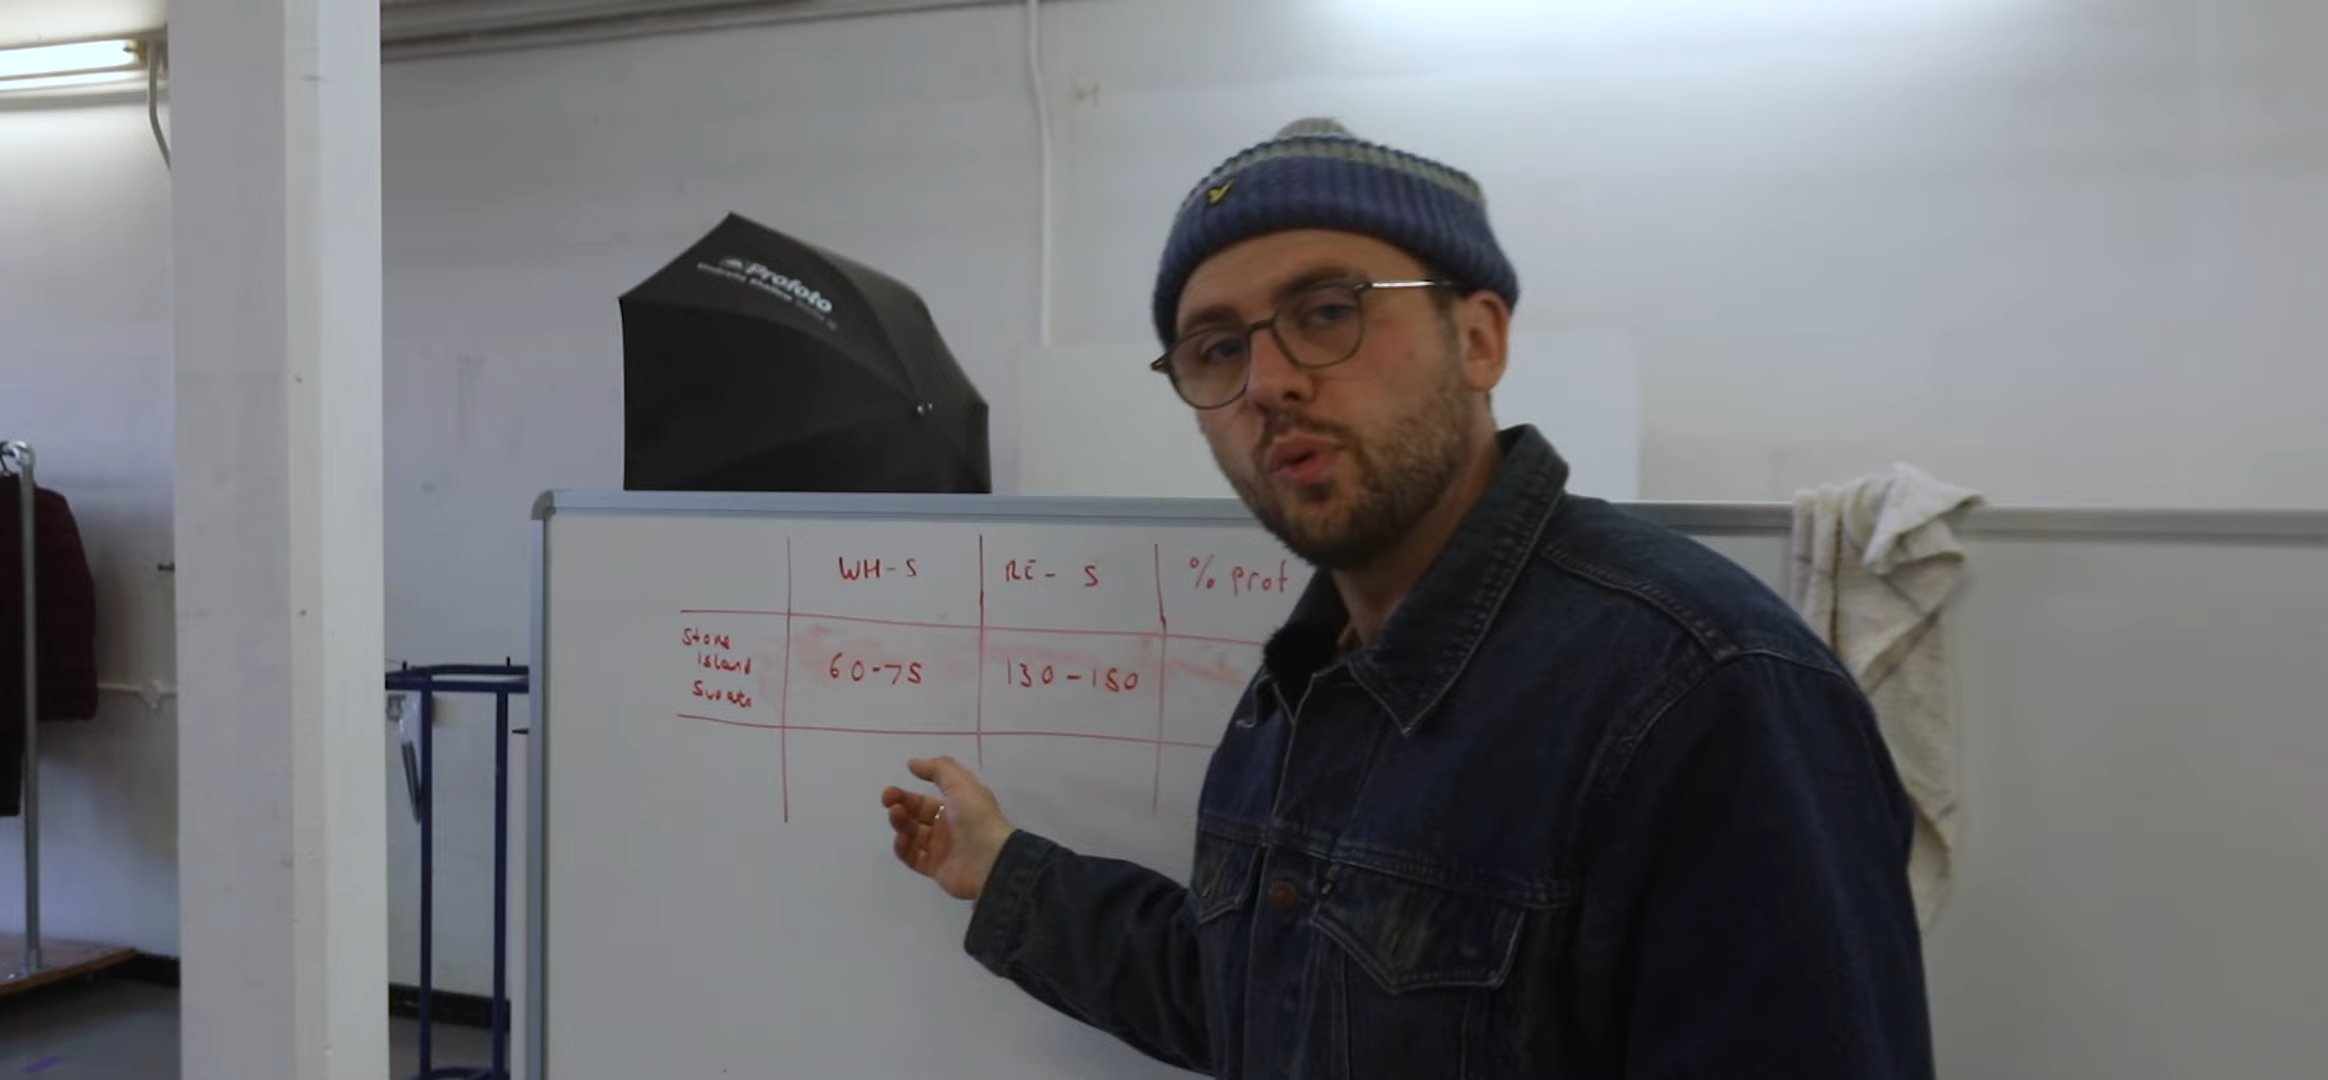 Profoto
WH-S
RE- S
% prof
Stone
Island
Sweats
60-75
130-150